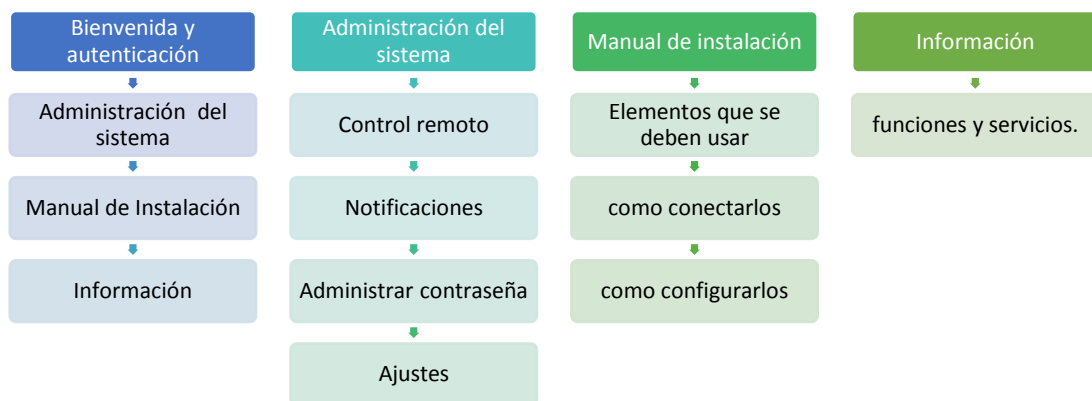 Bienvenida y
autenticación
Administración del
sistema
Manual de Instalación
Información
Administración del
sistema
Control remoto
Notificaciones
Administrar contraseña
Ajustes
Manual de instalación
Elementos que se
deben usar
como conectarlos
como configurarlos
Información
funciones y servicios.